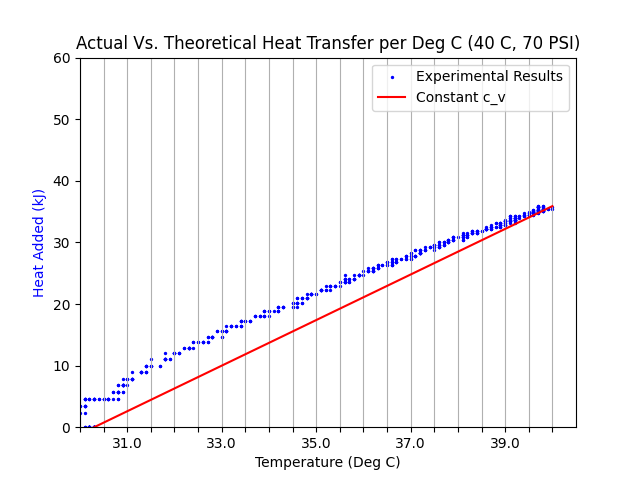 Actual Vs. Theoretical Heat Transfer per Deg C (40 C, 70 PSI)
Experimental Results
Constant c_v
60
50
40
30
20
10
0
Heat Added (kJ)
31.0 33.0 35.0 37.0 39.0
Temperature (Deg C)